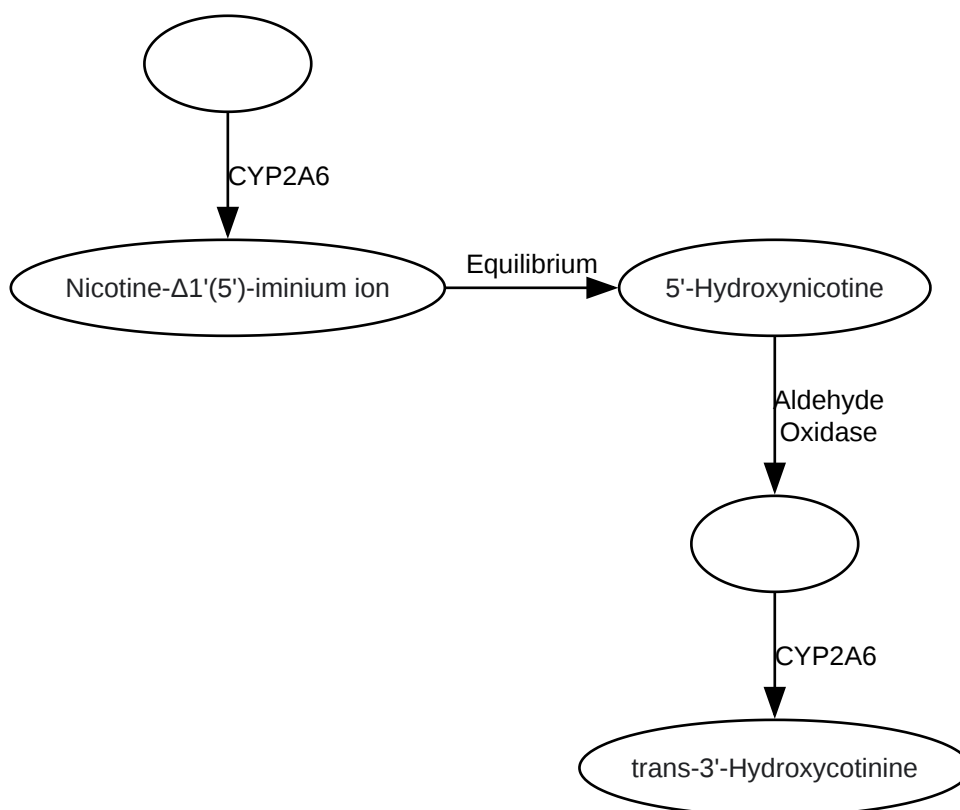 CYP2A6
Nicotine-Δ1'(5')-iminium ion
Equilibrium
5'-Hydroxynicotine
Aldehyde
Oxidase
CYP2A6
trans-3'-Hydroxycotinine